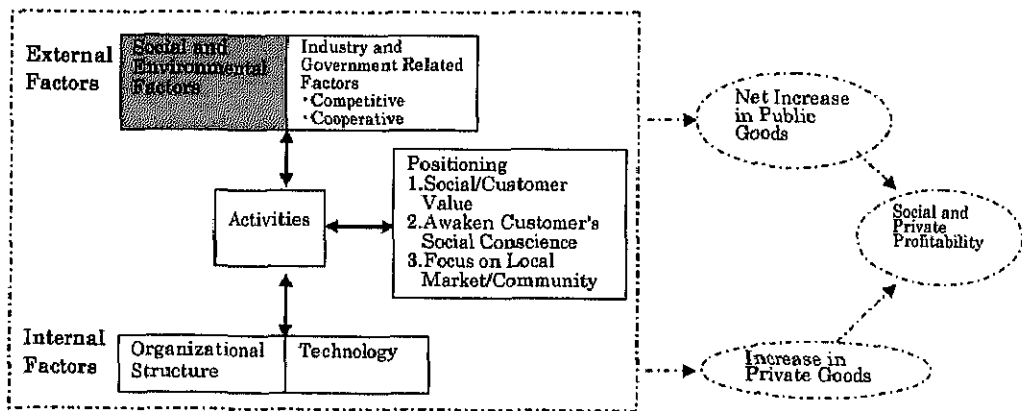 External
Factors
Social and
Environmental
Factors
Industry and
Government Related
Factors
・Competitive
・Cooperative
Activities
Positioning
1.Social/Customer
Value
2.Awaken Customer's
Social Conscience
3.Focus on Local
Market/Community
Internal
Factors
Organizational
Structure
Technology
Net Increase
in Public
Goods
Social and
Private
Profitability
Increase in
Private Goods